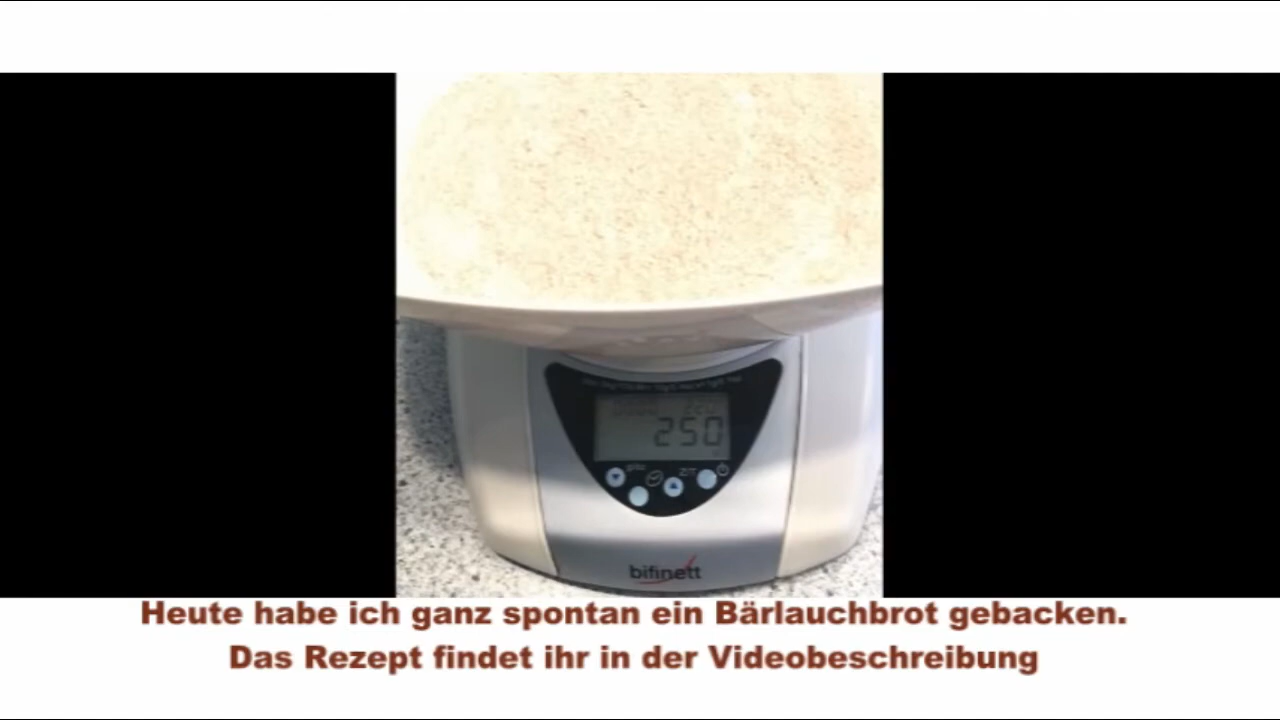 250
bifinett
Heute habe ich ganz spontan ein Bärlauchbrot gebacken.
Das Rezept findet ihr in der Videobeschreibung